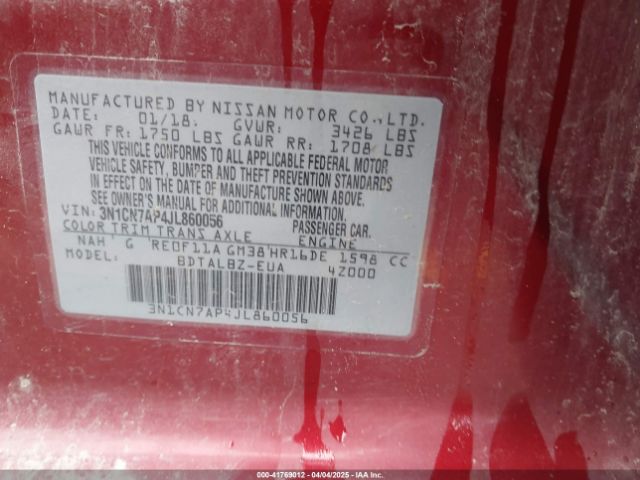 MANUFACTURED BY NISSAN MOTOR CO.,LTD.
DATE: 01/18. GVWR: 3426 LBS
GAWR FR: 1750 LBS GAWR RR: 1708 LBS
THIS VEHICLE CONFORMS TO ALL APPLICABLE FEDERAL MOTOR
VEHICLE SAFETY, BUMPER AND THEFT PREVENTION STANDARDS
IN EFFECT ON THE DATE OF MANUFACTURE SHOWN ABOVE.
SEE OWNER'S MANUAL FOR ADDITIONAL INFORMATION.
VIN: 3N1CN7AP4JL860056 PASSENGER CAR.
COLOR TRIM TRANS AXLE ENGINE
NAH G RE0F11A GM38 HR16DE 1598 CC
BDTALBZ-EUA 4Z000
3N1CN7AP4JL860056
000-41769012 - 04/04/2025 - IAAI.COM